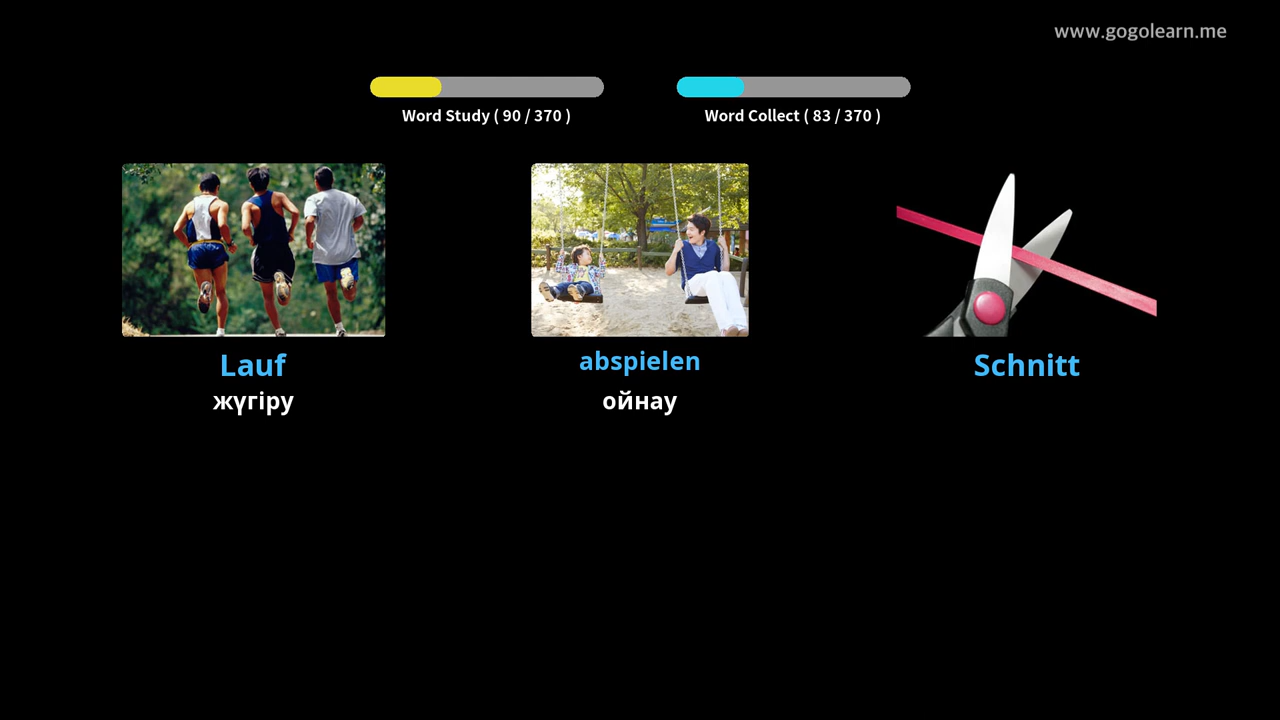 www.gogolearn.me
Word Study ( 90 / 370 )
Word Collect ( 83 / 370 )
Lauf
abspielen
Schnitt
жүгіру
ойнау